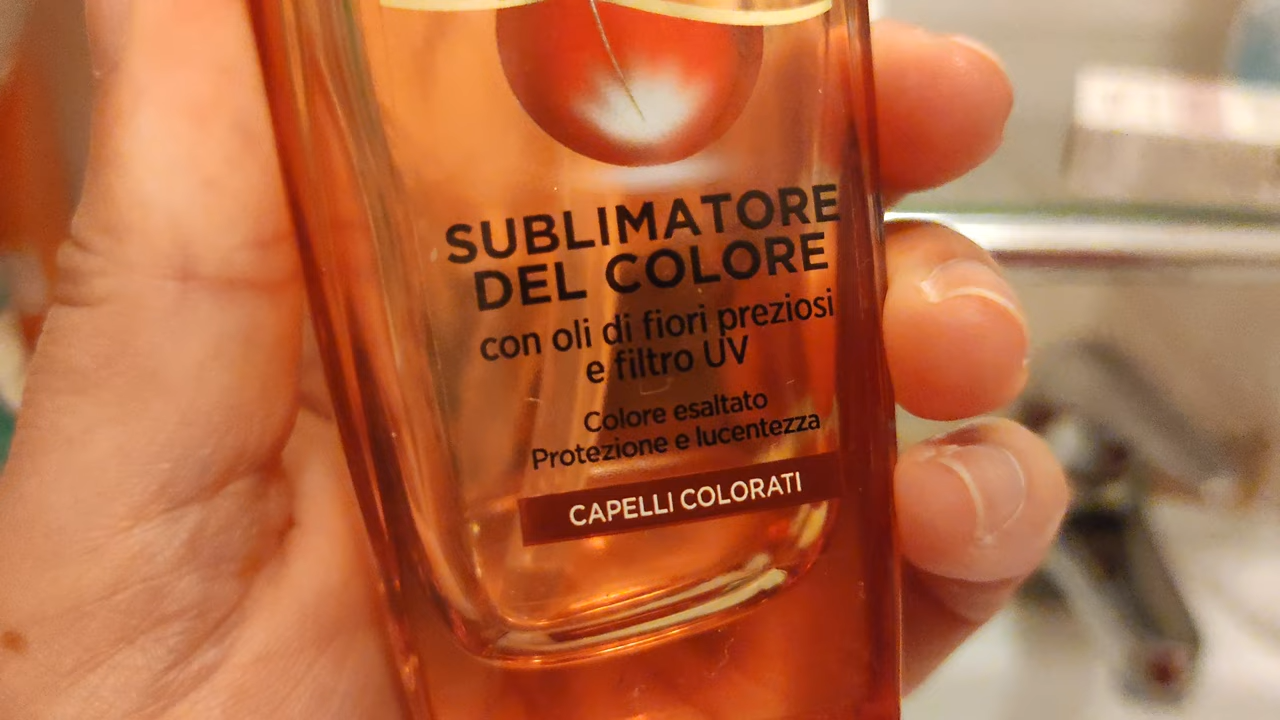 SUBLIMATORE
DEL COLORE
con oli di fiori preziosi
e filtro UV
Colore esaltato
Protezione e lucentezza
CAPELLI COLORATI